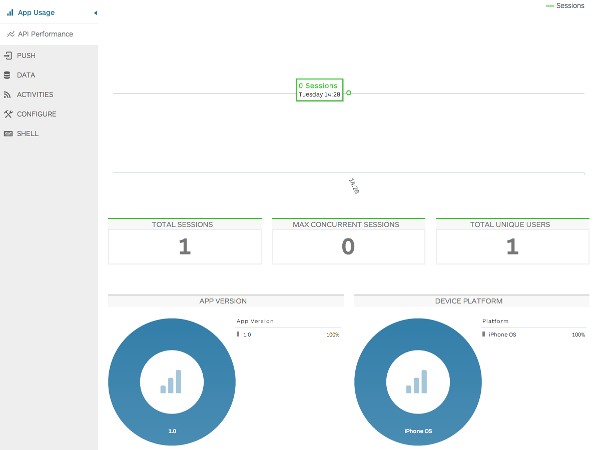 App Usage
API Performance
PUSH
DATA
ACTIVITIES
CONFIGURE
SHELL
Sessions
0 Sessions
Tuesday 14:28
14:28
TOTAL SESSIONS
1
MAX CONCURRENT SESSIONS
0
TOTAL UNIQUE USERS
1
APP VERSION
App Version
1.0 100%
1.0
DEVICE PLATFORM
Platform
iPhone OS 100%
iPhone OS